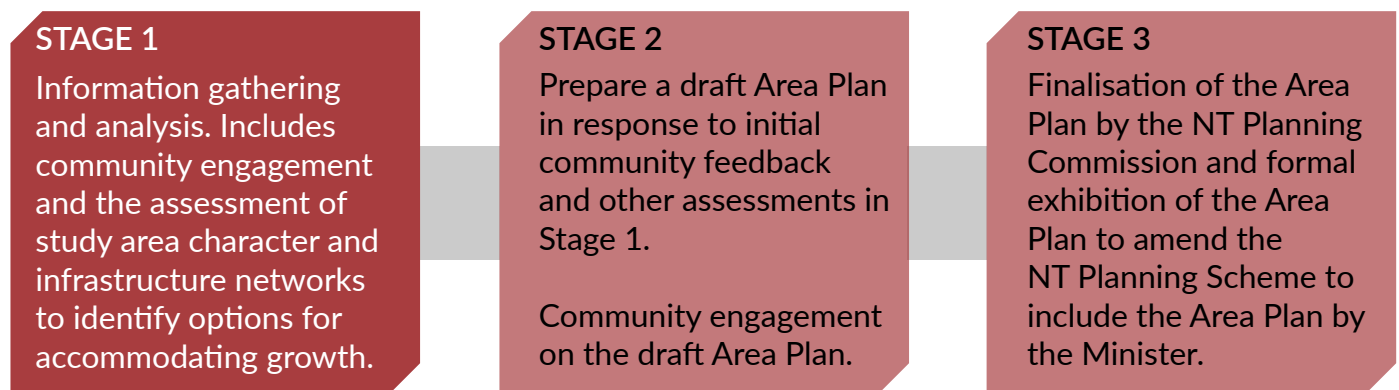 STAGE 1
Information gathering
and analysis. Includes
community engagement
and the assessment of
study area character and
infrastructure networks
to identify options for
accommodating growth.
STAGE 2
Prepare a draft Area Plan
in response to initial
community feedback
and other assessments in
Stage 1.
Community engagement
on the draft Area Plan.
STAGE 3
Finalisation of the Area
Plan by the NT Planning
Commission and formal
exhibition of the Area
Plan to amend the
NT Planning Scheme to
include the Area Plan by
the Minister.